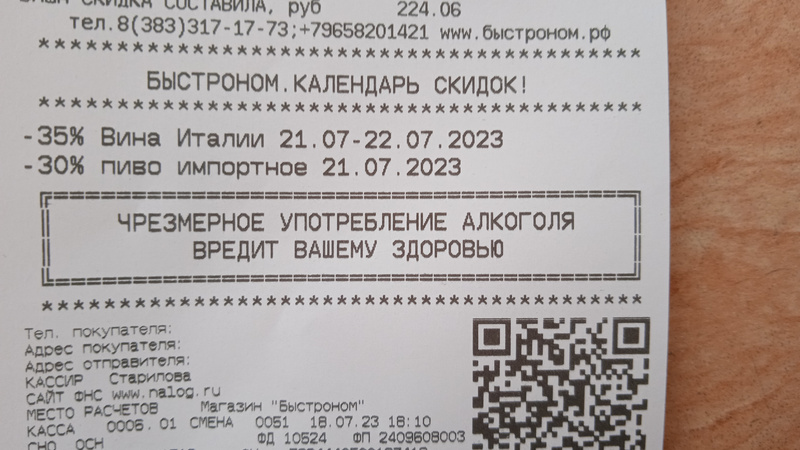 ВАША СКИДКА СОСТАВИЛА, руб 224.06
тел.8(383)317-17-73;+79658201421 www.быстроном.рф
****************************************
БЫСТРОНОМ.КАЛЕНДАРЬ СКИДОК!
****************************************
-35% Вина Италии 21.07-22.07.2023
-30% пиво импортное 21.07.2023
ЧРЕЗМЕРНОЕ УПОТРЕБЛЕНИЕ АЛКОГОЛЯ
ВРЕДИТ ВАШЕМУ ЗДОРОВЬЮ
****************************************
Тел. покупателя:
Адрес покупателя:
Адрес отправителя:
КАССИР Старилова
САЙТ ФНС www.nalog.ru
МЕСТО РАСЧЕТОВ Магазин "Быстроном"
КАССА 0006.01 СМЕНА 0051 18.07.23 18:10
СНО ОСН ФД 10524 ФП 2409608003